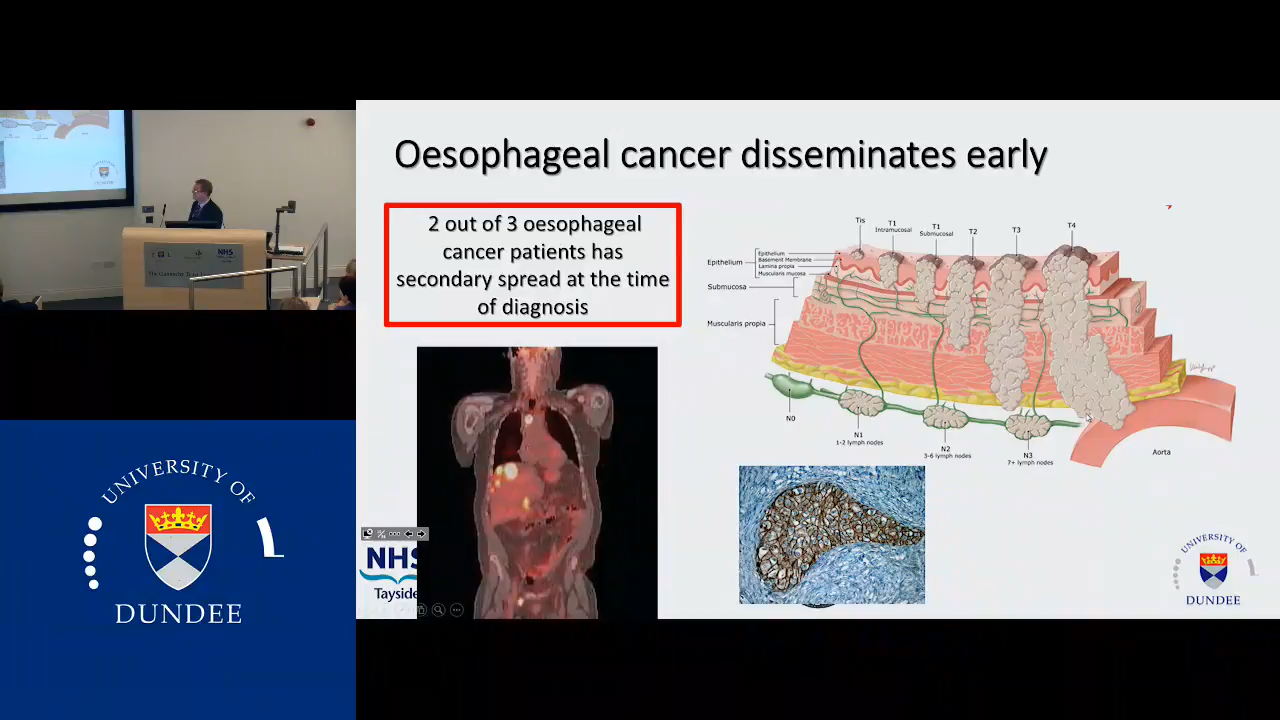 Oesophageal cancer disseminates early
2 out of 3 oesophageal
cancer patients has
secondary spread at the time
of diagnosis
Tis
T1
Intramucosal
T1
Submucosal
T2
T3
T4
Epithelium
Epithelium
Basement Membrane
Lamina propia
Muscularis mucosa
Submucosa
Muscularis propia
N0
N1
1-2 lymph nodes
N2
3-6 lymph nodes
N3
7+ lymph nodes
Aorta
NHS
Tayside
UNIVERSITY OF
DUNDEE
UNIVERSITY OF
DUNDEE
NHS